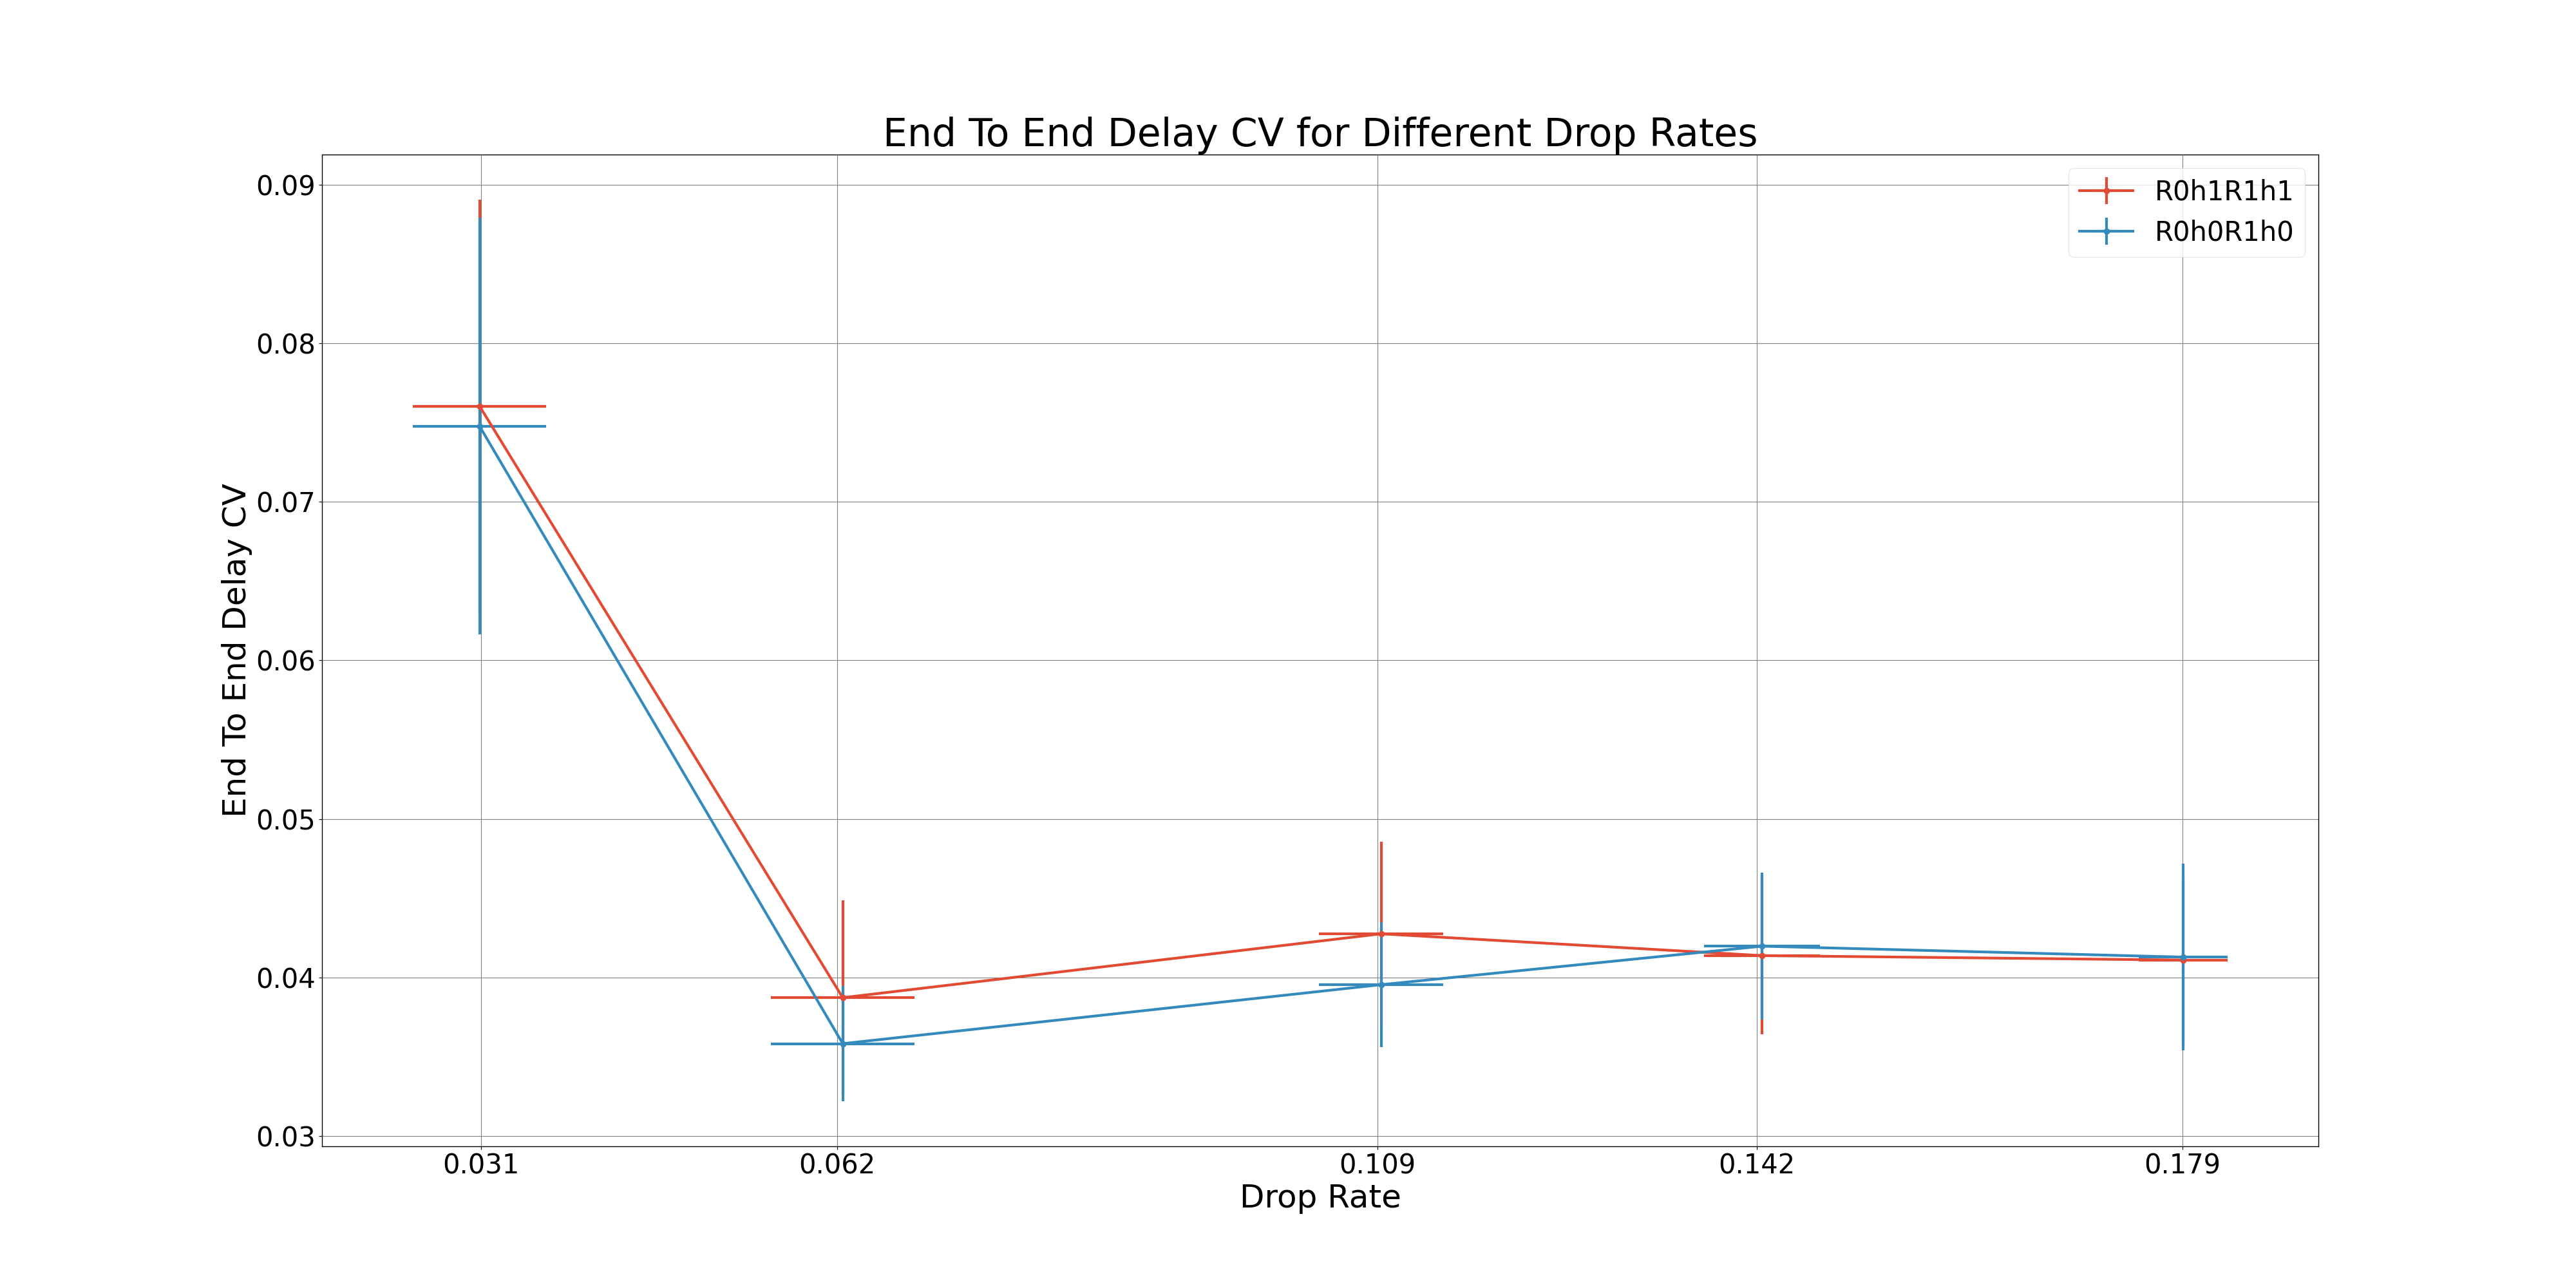 End To End Delay CV for Different Drop Rates
R0h1R1h1
R0h0R1h0
End To End Delay CV
0.09
0.08
0.07
0.06
0.05
0.04
0.03
0.031 0.062 0.109 0.142 0.179
Drop Rate